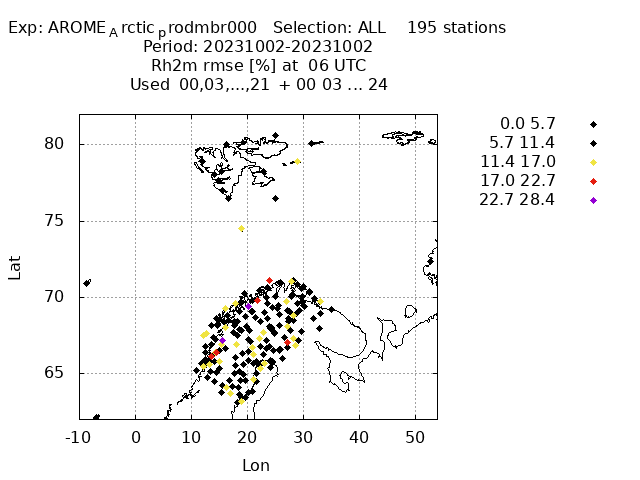 Exp: AROME_Arctic_prodmbr000 Selection: ALL 195 stations
Period: 20231002-20231002
Rh2m rmse [%] at 06 UTC
Used 00,03,...,21 + 00 03 ... 24
0.0 5.7
5.7 11.4
11.4 17.0
17.0 22.7
22.7 28.4
80
75
70
65
Lat
-10 0 10 20 30 40 50
Lon